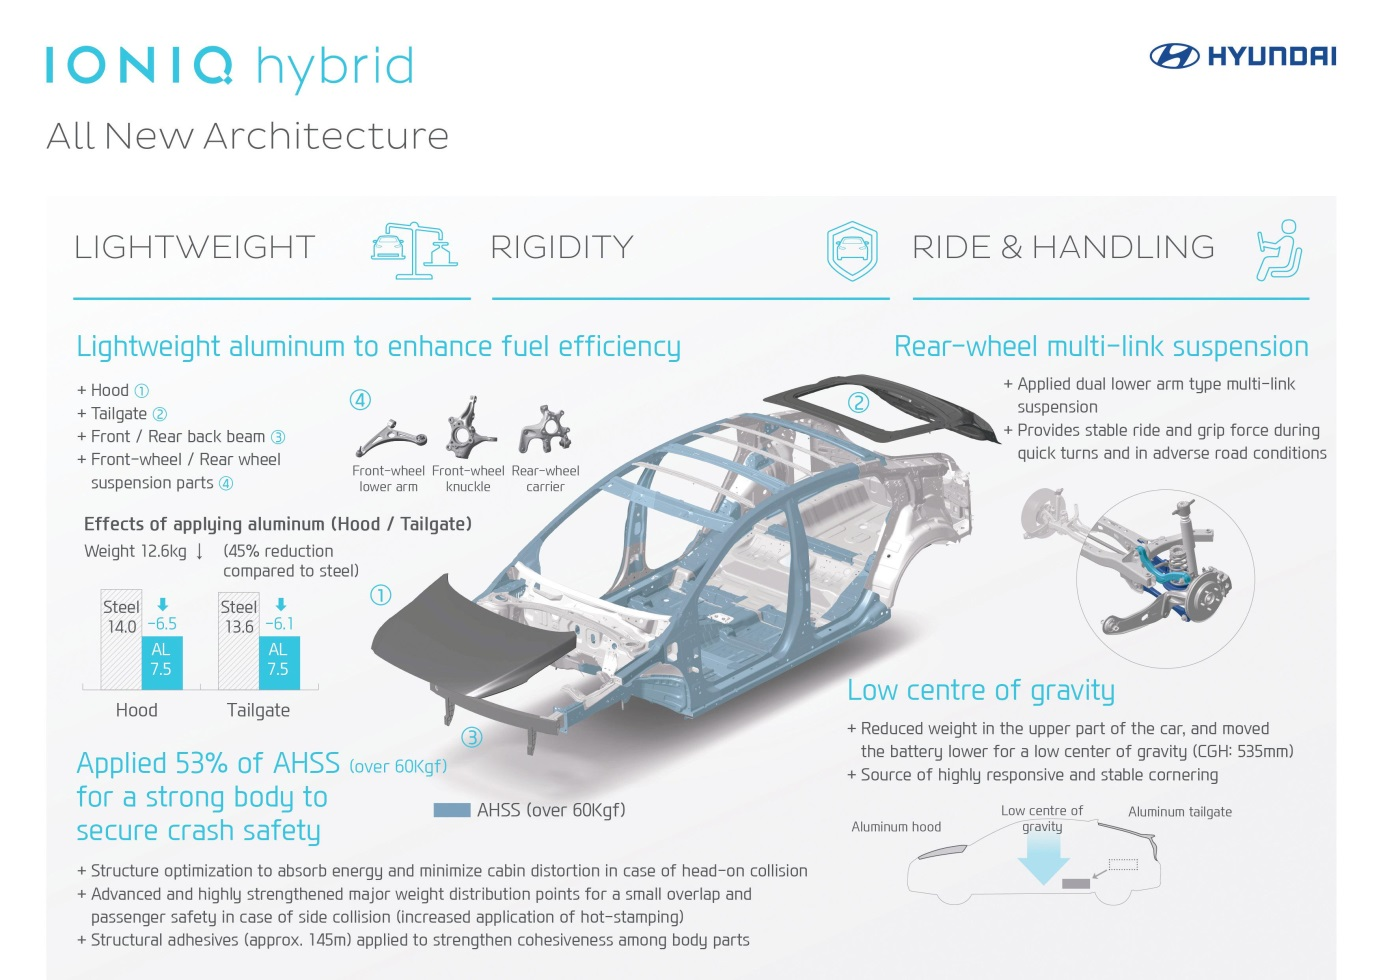 IONIQ hybrid
HYUNDAI
All New Architecture
LIGHTWEIGHT
RIGIDITY
RIDE & HANDLING
Lightweight aluminum to enhance fuel efficiency
+ Hood ①
+ Tailgate ②
+ Front / Rear back beam ③
+ Front-wheel / Rear wheel
suspension parts ④
④
Front-wheel
lower arm
Front-wheel
knuckle
Rear-wheel
carrier
②
Effects of applying aluminum (Hood / Tailgate)
Weight 12.6kg ↓
(45% reduction
compared to steel)
Steel
14.0
-6.5
AL
7.5
Hood
Steel
13.6
-6.1
AL
7.5
Tailgate
①
③
Applied 53% of AHSS (over 60Kgf)
for a strong body to
secure crash safety
AHSS (over 60Kgf)
+ Structure optimization to absorb energy and minimize cabin distortion in case of head-on collision
+ Advanced and highly strengthened major weight distribution points for a small overlap and
passenger safety in case of side collision (increased application of hot-stamping)
+ Structural adhesives (approx. 145m) applied to strengthen cohesiveness among body parts
Rear-wheel multi-link suspension
+ Applied dual lower arm type multi-link
suspension
+ Provides stable ride and grip force during
quick turns and in adverse road conditions
Low centre of gravity
+ Reduced weight in the upper part of the car, and moved
the battery lower for a low center of gravity (CGH: 535mm)
+ Source of highly responsive and stable cornering
Aluminum hood
Low centre of
gravity
Aluminum tailgate